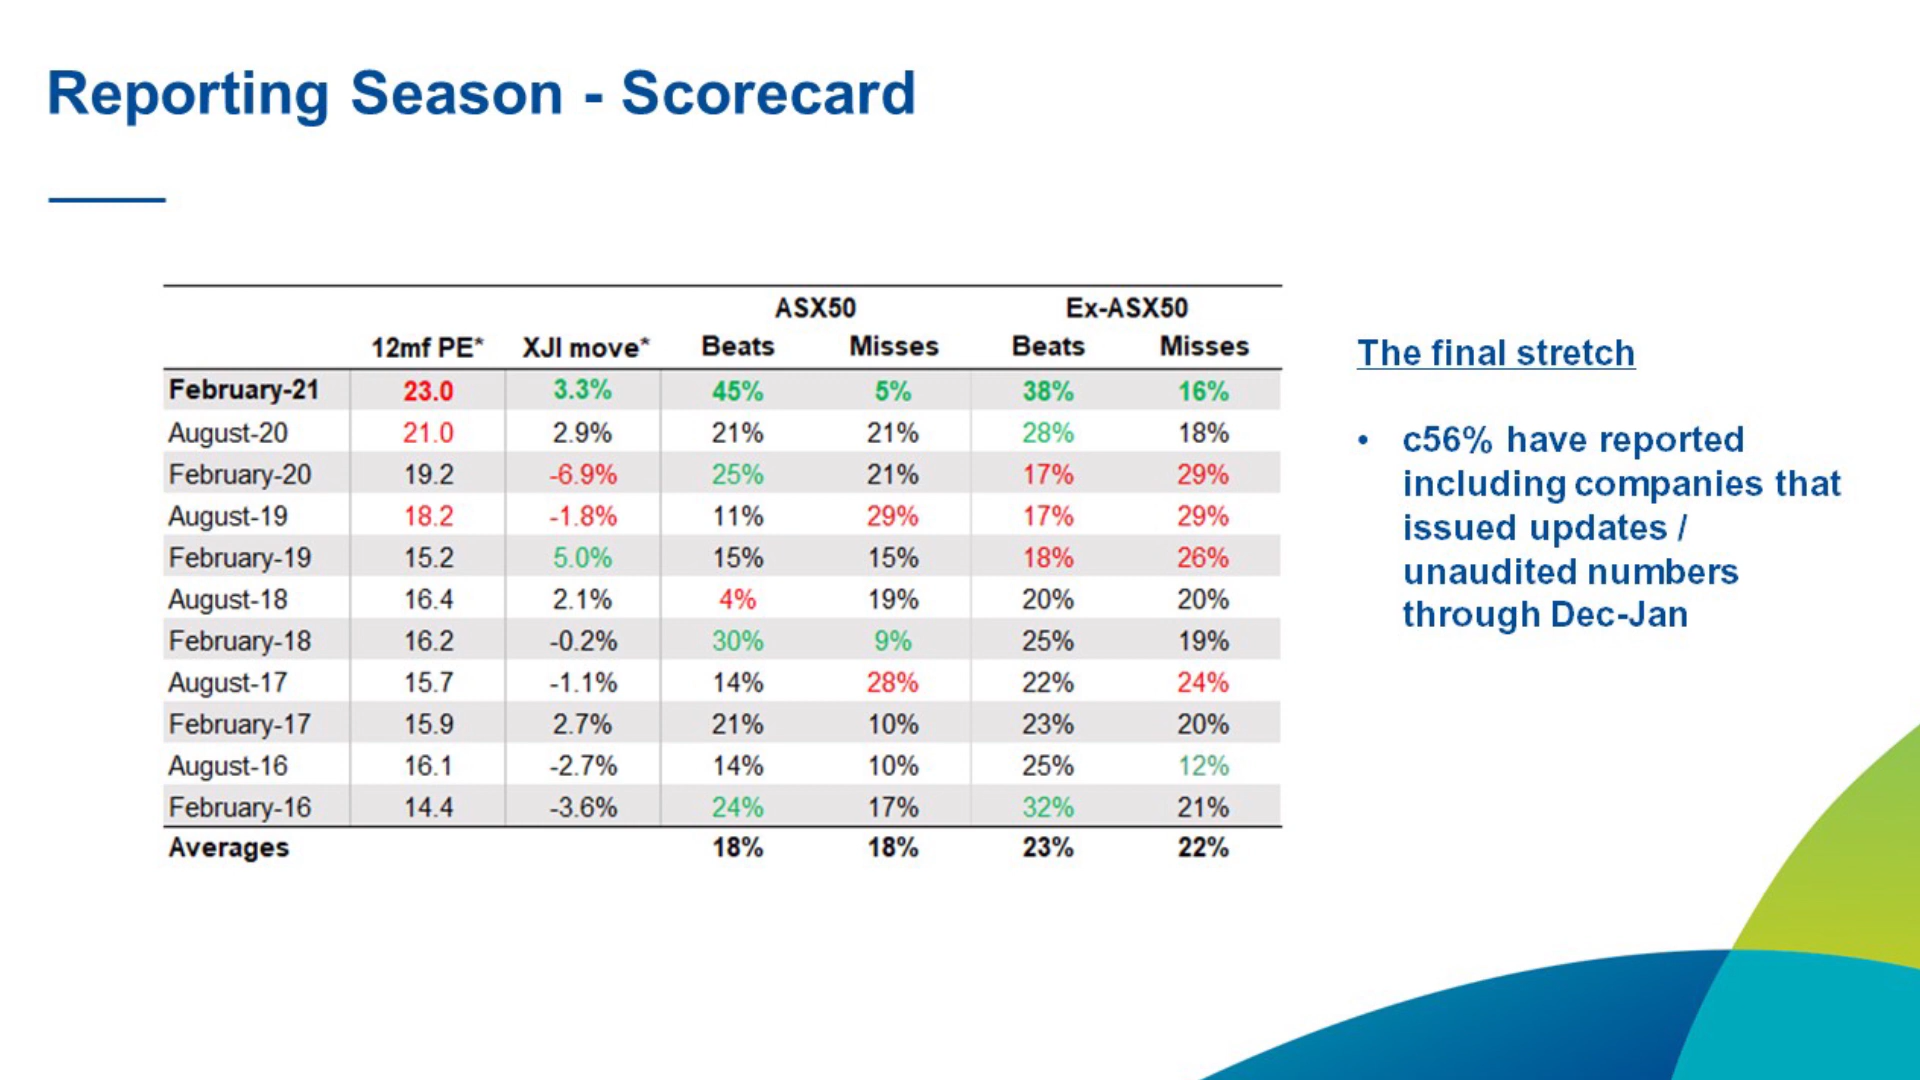 Reporting Season - Scorecard
ASX50 Ex-ASX50
12mf PE* XJI move* Beats Misses Beats Misses
February-21 23.0 3.3% 45% 5% 38% 16%
August-20 21.0 2.9% 21% 21% 28% 18%
February-20 19.2 -6.9% 25% 21% 17% 29%
August-19 18.2 -1.8% 11% 29% 17% 29%
February-19 15.2 5.0% 15% 15% 18% 26%
August-18 16.4 2.1% 4% 19% 20% 20%
February-18 16.2 -0.2% 30% 9% 25% 19%
August-17 15.7 -1.1% 14% 28% 22% 24%
February-17 15.9 2.7% 21% 10% 23% 20%
August-16 16.1 -2.7% 14% 10% 25% 12%
February-16 14.4 -3.6% 24% 17% 32% 21%
Averages 18% 18% 23% 22%
The final stretch
• c56% have reported
including companies that
issued updates /
unaudited numbers
through Dec-Jan